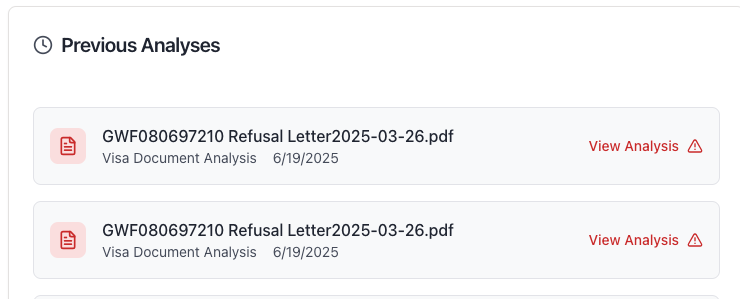 Previous Analyses
GWF080697210 Refusal Letter2025-03-26.pdf
Visa Document Analysis 6/19/2025
View Analysis
GWF080697210 Refusal Letter2025-03-26.pdf
Visa Document Analysis 6/19/2025
View Analysis